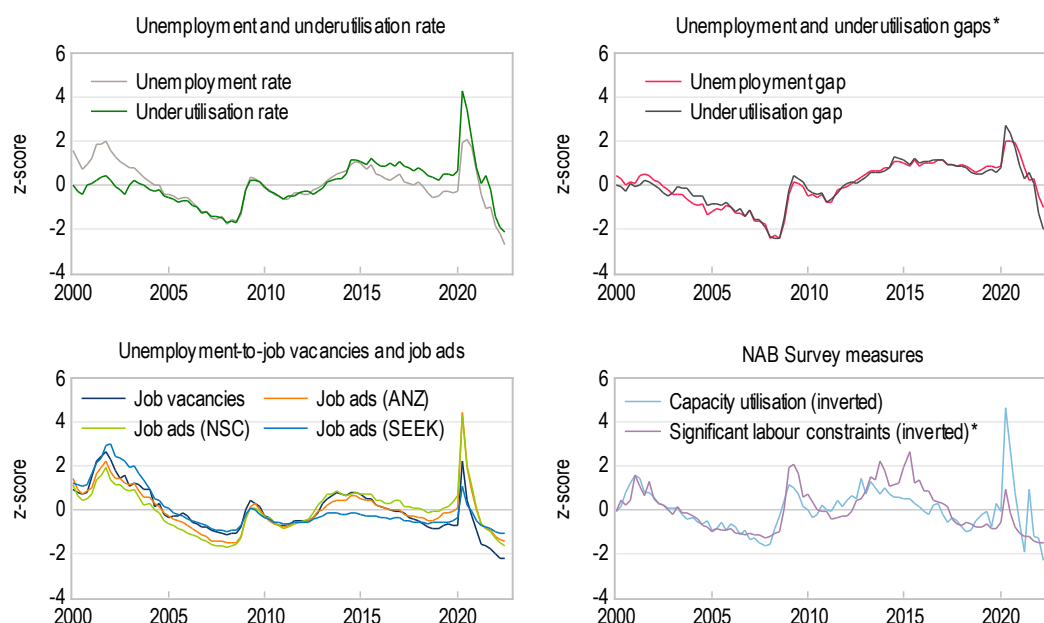 Unemployment and underutilisation rate
6
4
2
0
-2
-4
z-score
Unemployment rate
Underutilisation rate
2000 2005 2010 2015 2020
Unemployment and underutilisation gaps*
6
4
2
0
-2
-4
z-score
Unemployment gap
Underutilisation gap
2000 2005 2010 2015 2020
Unemployment-to-job vacancies and job ads
6
4
2
0
-2
-4
z-score
Job vacancies Job ads (ANZ)
Job ads (NSC) Job ads (SEEK)
2000 2005 2010 2015 2020
NAB Survey measures
6
4
2
0
-2
-4
z-score
Capacity utilisation (inverted)
Significant labour constraints (inverted)*
2000 2005 2010 2015 2020